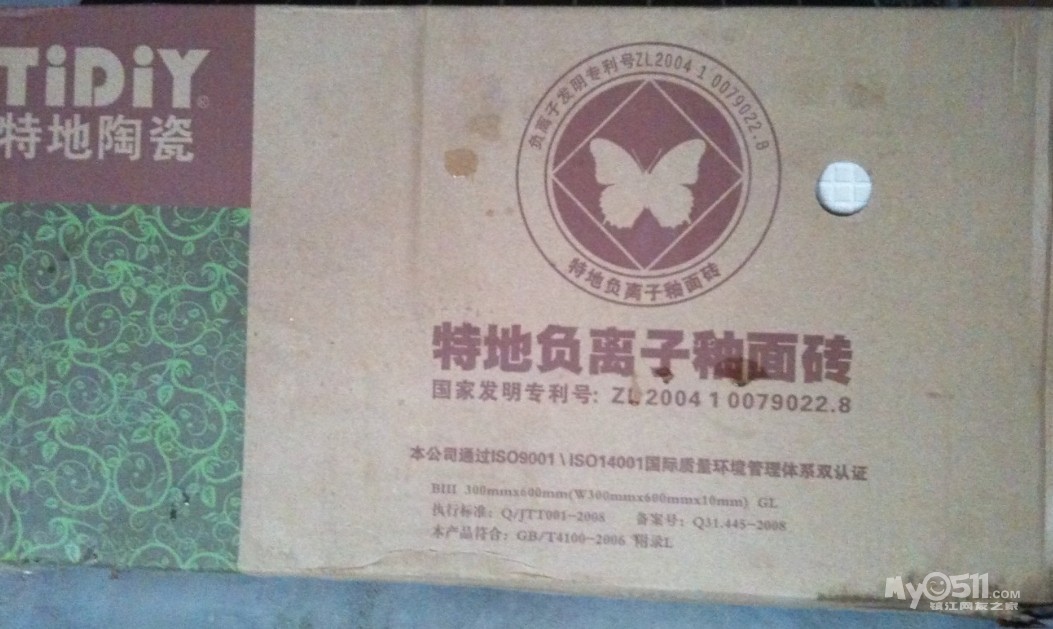 TiDiY®
特地陶瓷
负离子发明专利号ZL2004 1 0079022.8
特地负离子釉面砖
特地负离子釉面砖
国家发明专利号: ZL 2004 1 0079022.8
本公司通过ISO9001 \ ISO14001国际质量环境管理体系双认证
BIII 300mmx600mm(W300mmx600mmx10mm) GL
执行标准: Q/JTT001-2008 备案号: Q31.445-2008
本产品符合: GB/T4100-2006 附录L
My0511.COM
镇江网友之家